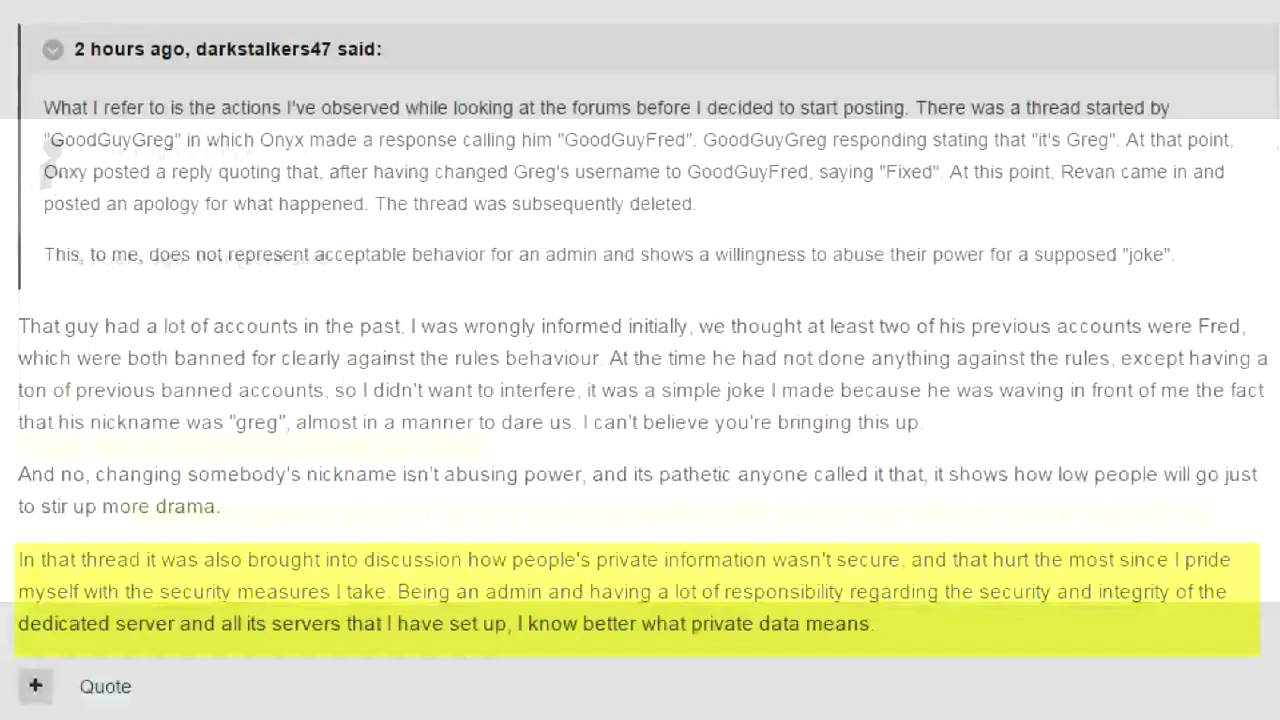 2 hours ago, darkstalkers47 said:
What I refer to is the actions I've observed while looking at the forums before I decided to start posting. There was a thread started by
"GoodGuyGreg" in which Onyx made a response calling him "GoodGuyFred". GoodGuyGreg responding stating that "it's Greg". At that point,
Onxy posted a reply quoting that, after having changed Greg's username to GoodGuyFred, saying "Fixed". At this point, Revan came in and
posted an apology for what happened. The thread was subsequently deleted.
This, to me, does not represent acceptable behavior for an admin and shows a willingness to abuse their power for a supposed "joke".
That guy had a lot of accounts in the past, I was wrongly informed initially, we thought at least two of his previous accounts were Fred,
which were both banned for clearly against the rules behaviour. At the time he had not done anything against the rules, except having a
ton of previous banned accounts, so I didn't want to interfere, it was a simple joke I made because he was waving in front of me the fact
that his nickname was "greg", almost in a manner to dare us. I can't believe you're bringing this up.
And no, changing somebody's nickname isn't abusing power, and its pathetic anyone called it that, it shows how low people will go just
to stir up more drama.
In that thread it was also brought into discussion how people's private information wasn't secure, and that hurt the most since I pride
myself with the security measures I take. Being an admin and having a lot of responsibility regarding the security and integrity of the
dedicated server and all its servers that I have set up, I know better what private data means.
+ Quote